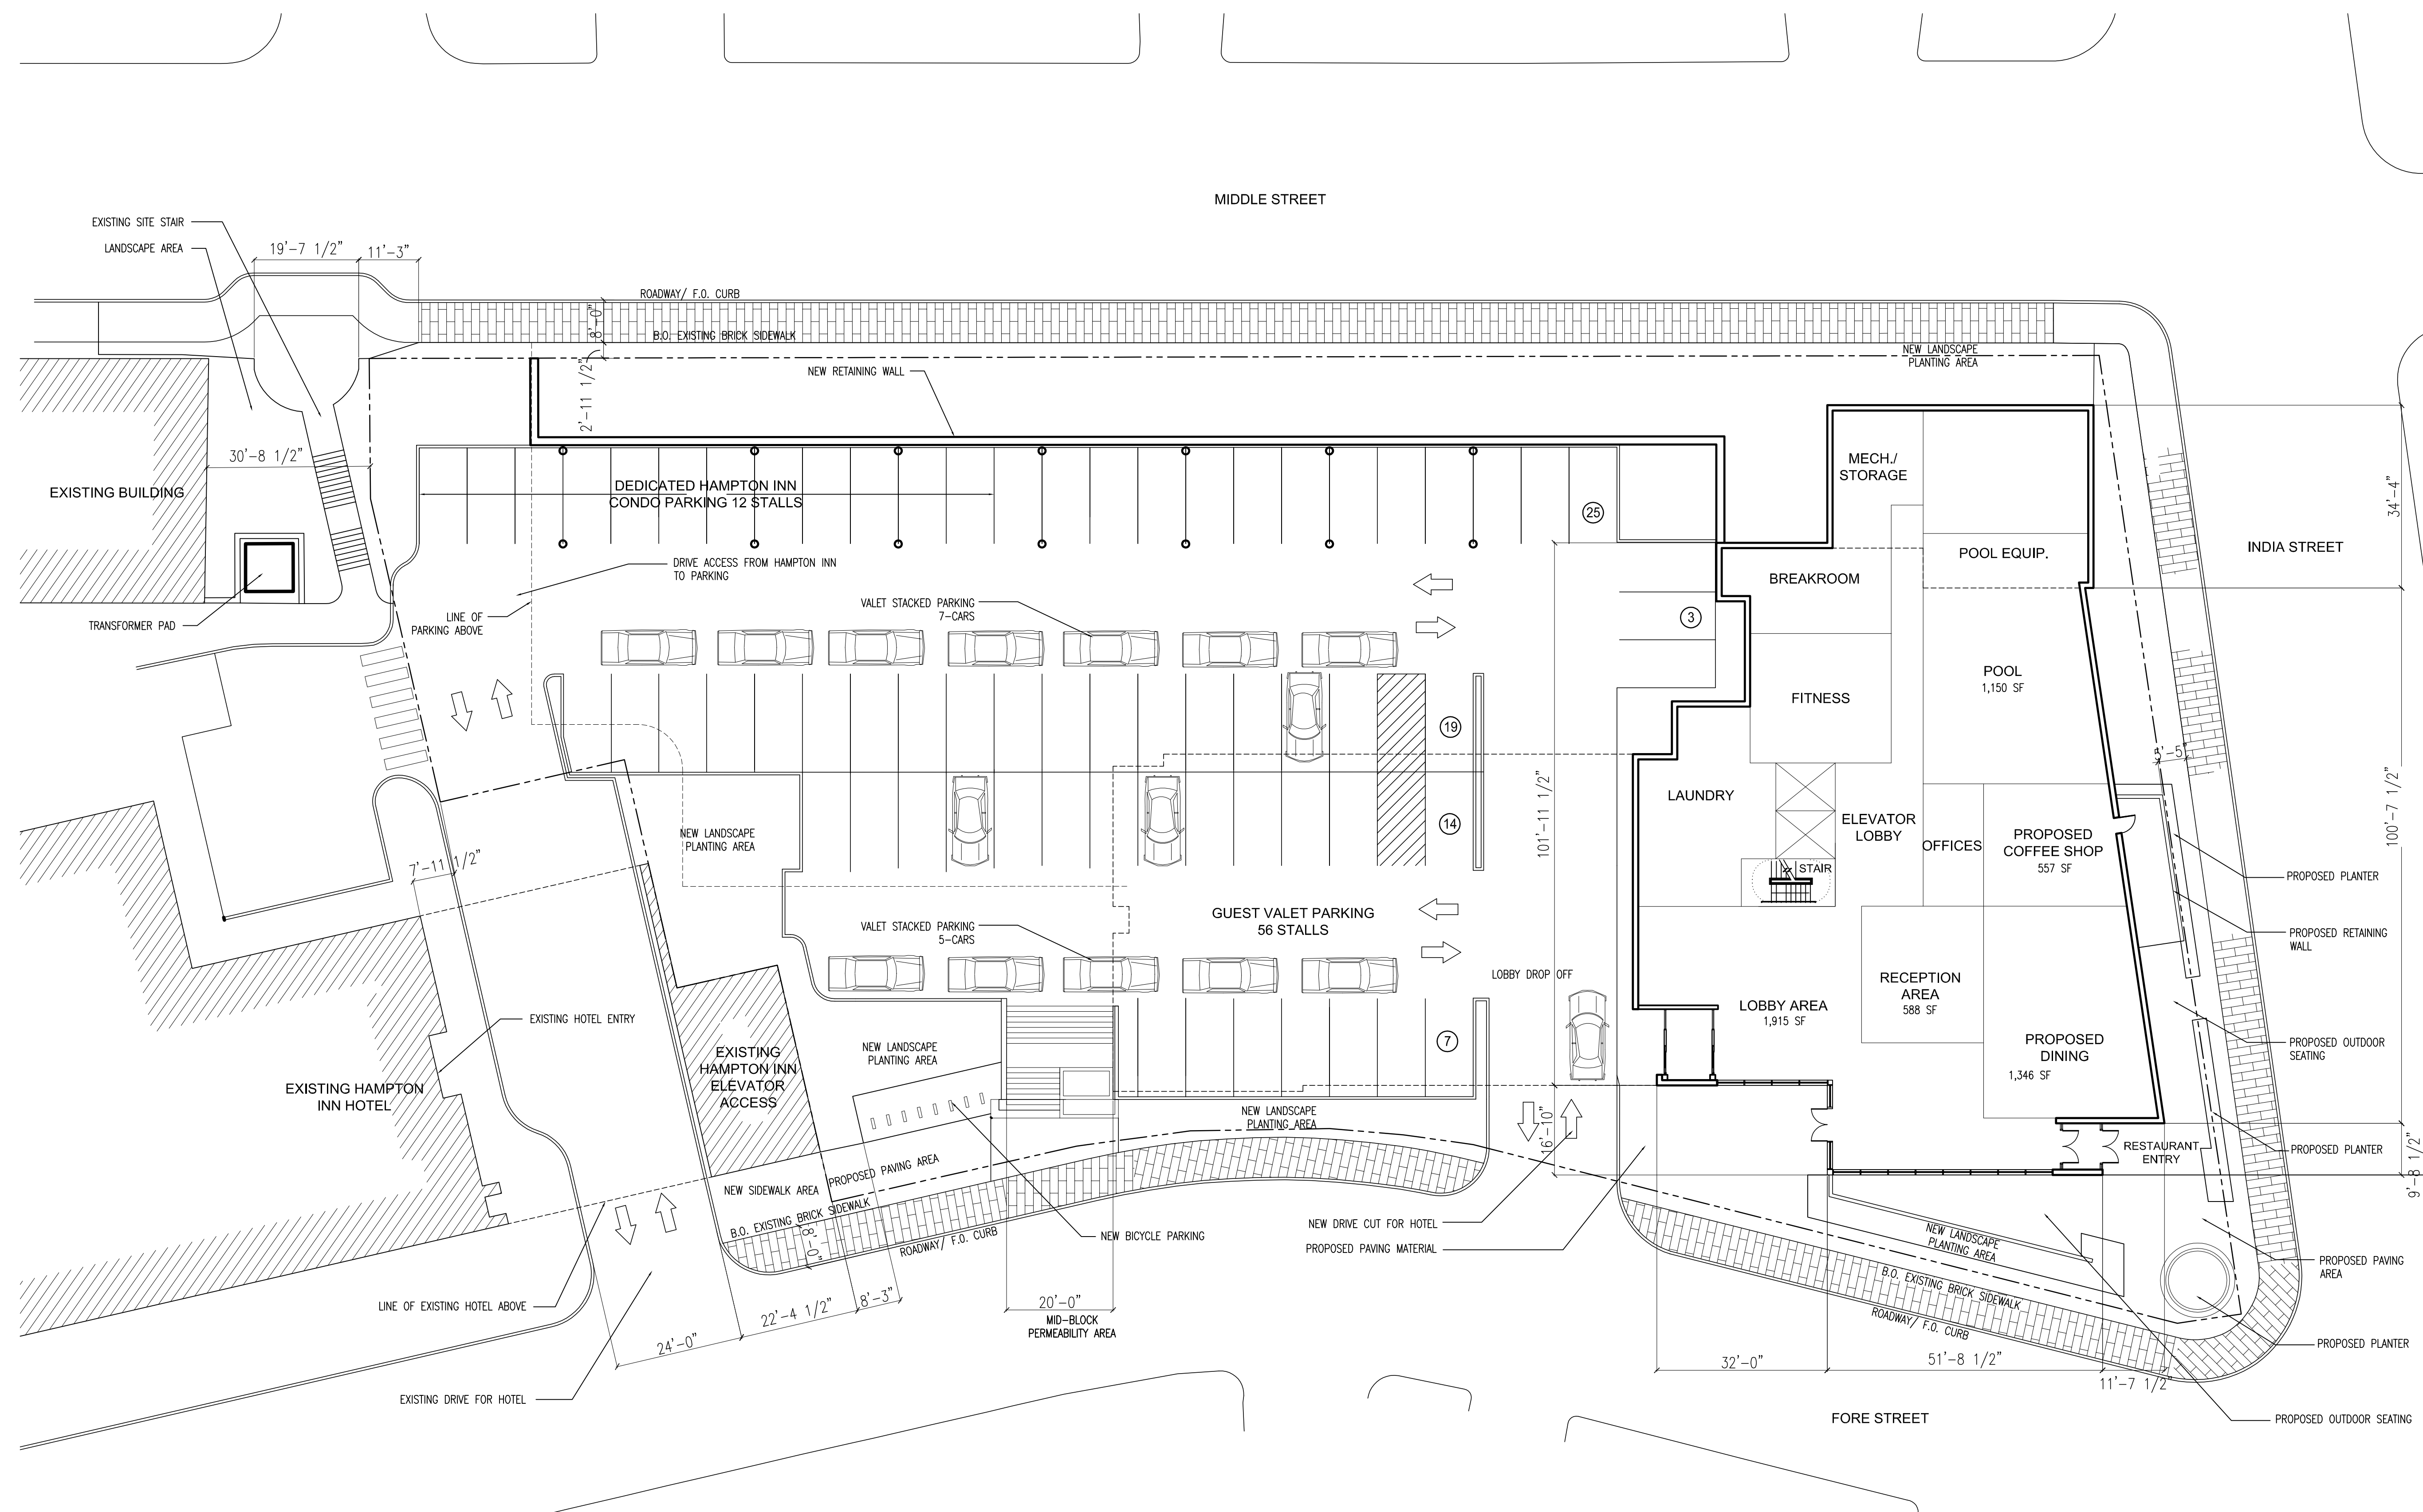 MIDDLE STREET
EXISTING SITE STAIR
LANDSCAPE AREA
19'-7 1/2"
11'-3"
ROADWAY/ F.O. CURB
8'-0"
B.O. EXISTING BRICK SIDEWALK
NEW LANDSCAPE
PLANTING AREA
NEW RETAINING WALL
2'-11 1/2"
30'-8 1/2"
EXISTING BUILDING
DEDICATED HAMPTON INN
CONDO PARKING 12 STALLS
25
MECH./
STORAGE
34'-4"
POOL EQUIP.
INDIA STREET
DRIVE ACCESS FROM HAMPTON INN
TO PARKING
BREAKROOM
VALET STACKED PARKING
7-CARS
LINE OF
PARKING ABOVE
TRANSFORMER PAD
3
POOL
1,150 SF
FITNESS
19
5'-5"
101'-11 1/2"
100'-7 1/2"
LAUNDRY
14
ELEVATOR
LOBBY
OFFICES
PROPOSED
COFFEE SHOP
557 SF
NEW LANDSCAPE
PLANTING AREA
7'-11 1/2"
STAIR
PROPOSED PLANTER
GUEST VALET PARKING
56 STALLS
VALET STACKED PARKING
5-CARS
PROPOSED RETAINING
WALL
LOBBY DROP OFF
RECEPTION
AREA
588 SF
LOBBY AREA
1,915 SF
EXISTING HOTEL ENTRY
NEW LANDSCAPE
PLANTING AREA
7
PROPOSED
DINING
1,346 SF
PROPOSED OUTDOOR
SEATING
EXISTING
HAMPTON INN
ELEVATOR
ACCESS
EXISTING HAMPTON
INN HOTEL
NEW LANDSCAPE
PLANTING AREA
16'-10"
RESTAURANT
ENTRY
PROPOSED PLANTER
9'-8 1/2"
PROPOSED PAVING AREA
NEW SIDEWALK AREA
B.O. EXISTING BRICK SIDEWALK
8'-0"
ROADWAY/ F.O. CURB
NEW BICYCLE PARKING
NEW DRIVE CUT FOR HOTEL
PROPOSED PAVING MATERIAL
NEW LANDSCAPE
PLANTING AREA
PROPOSED PAVING
AREA
B.O. EXISTING BRICK SIDEWALK
ROADWAY/ F.O. CURB
LINE OF EXISTING HOTEL ABOVE
24'-0"
22'-4 1/2"
8'-3"
20'-0"
MID-BLOCK
PERMEABILITY AREA
PROPOSED PLANTER
32'-0"
51'-8 1/2"
11'-7 1/2"
EXISTING DRIVE FOR HOTEL
FORE STREET
PROPOSED OUTDOOR SEATING